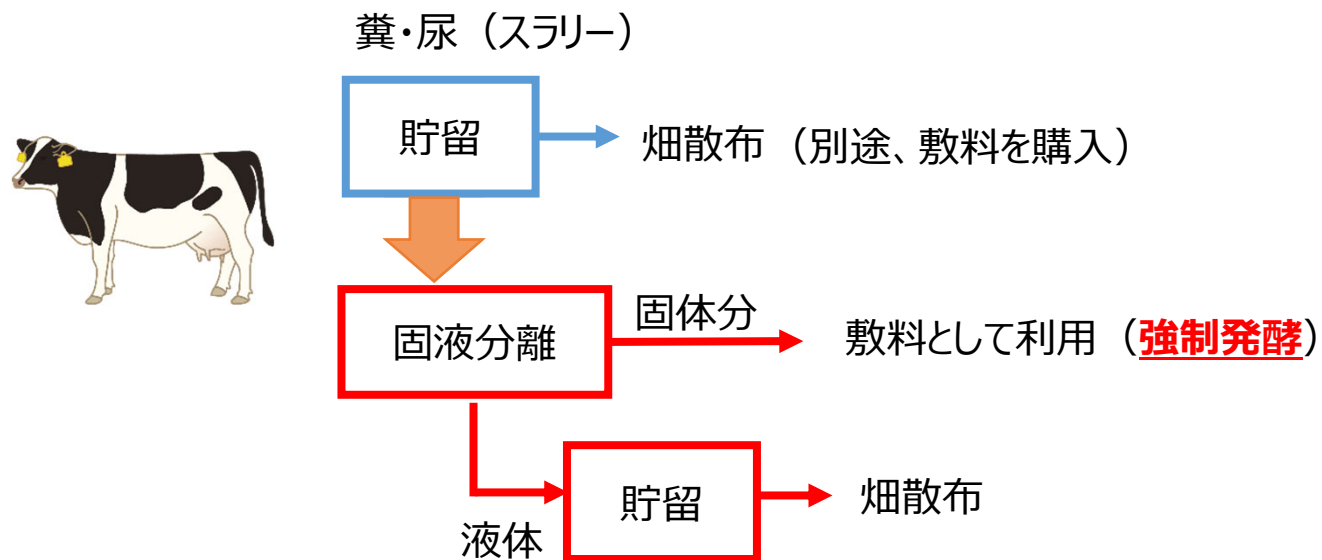 糞・尿（スラリー）
貯留
畑散布（別途、敷料を購入）
固液分離
固体分
敷料として利用（強制発酵）
液体
貯留
畑散布